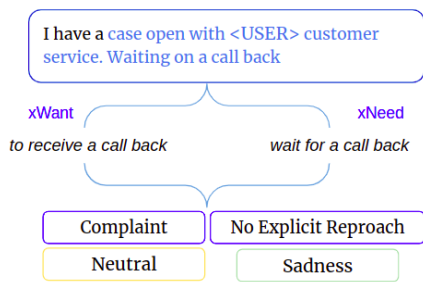 I have a case open with <USER> customer
service. Waiting on a call back
xWant xNeed
to receive a call back wait for a call back
Complaint No Explicit Reproach
Neutral Sadness